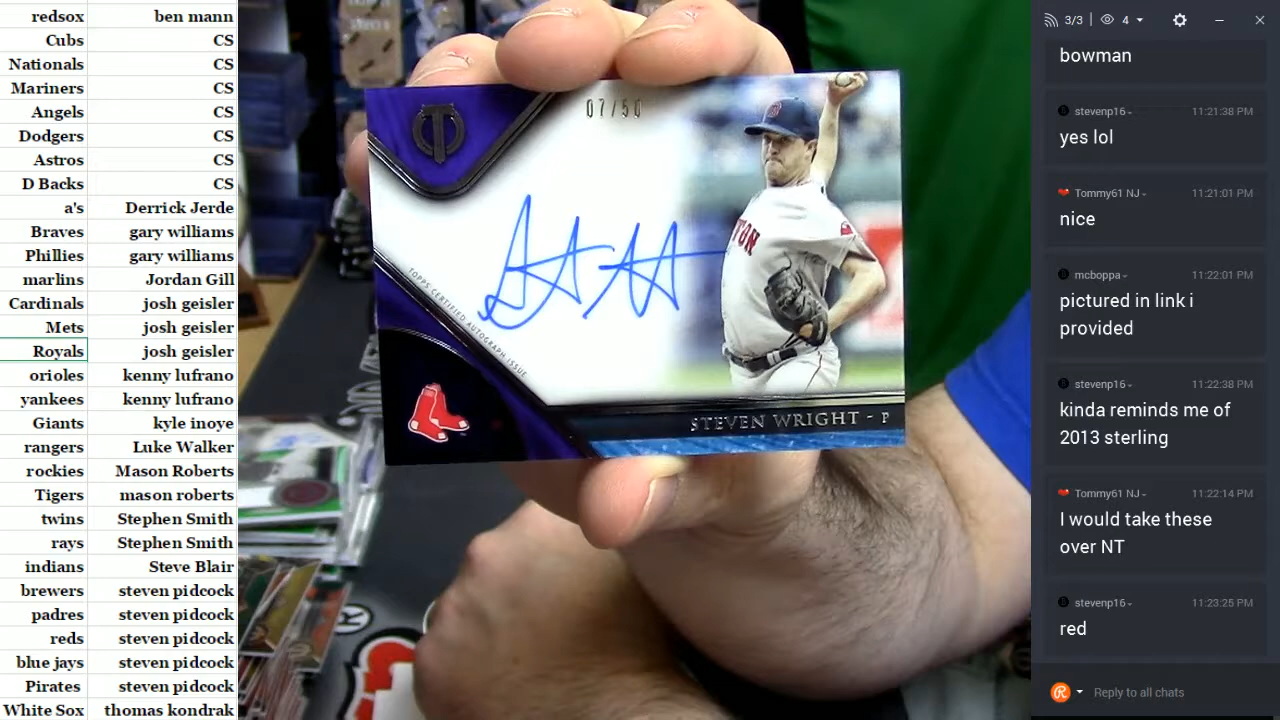 redsox ben mann
Cubs CS
Nationals CS
Mariners CS
Angels CS
Dodgers CS
Astros CS
D Backs CS
a's Derrick Jerde
Braves gary williams
Phillies gary williams
marlins Jordan Gill
Cardinals josh geisler
Mets josh geisler
Royals josh geisler
orioles kenny lufrano
yankees kenny lufrano
Giants kyle inoye
rangers Luke Walker
rockies Mason Roberts
Tigers mason roberts
twins Stephen Smith
rays Stephen Smith
indians Steve Blair
brewers steven pidcock
padres steven pidcock
reds steven pidcock
blue jays steven pidcock
Pirates steven pidcock
White Sox thomas kondrak
07/50
TOPPS CERTIFIED AUTOGRAPH ISSUE
STEVEN WRIGHT - P
3/3 4
bowman
stevenp16 11:21:38 PM
yes lol
Tommy61 NJ 11:21:01 PM
nice
mcboppa 11:22:01 PM
pictured in link i
provided
stevenp16 11:22:38 PM
kinda reminds me of
2013 sterling
Tommy61 NJ 11:22:14 PM
I would take these
over NT
stevenp16 11:23:25 PM
red
Reply to all chats